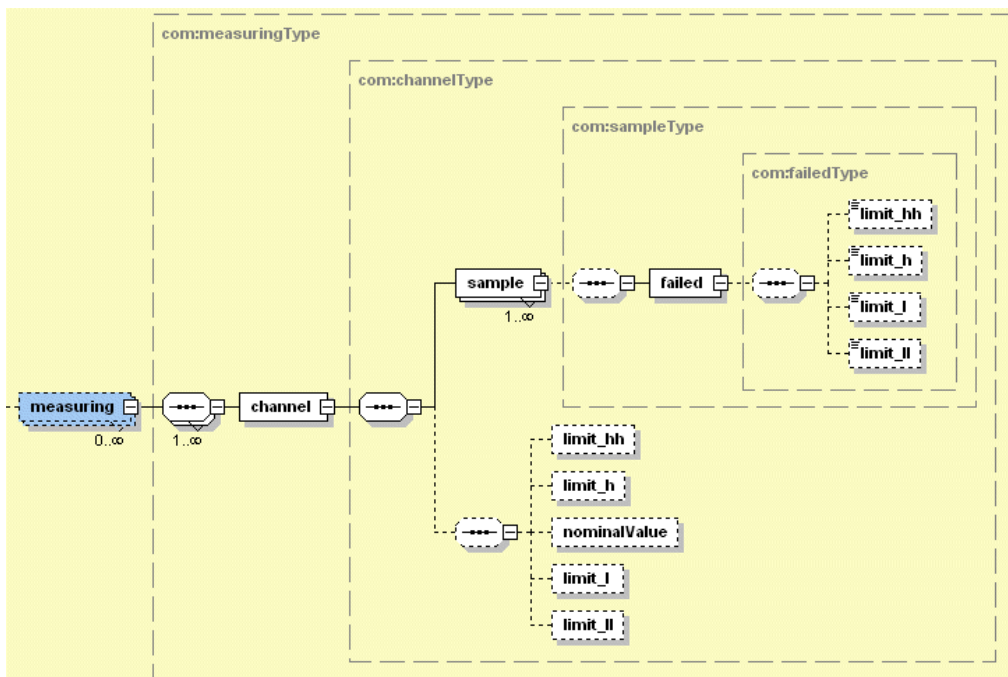 com:measuringType
com:channelType
com:sampleType
com:failedType
limit_hh
limit_h
limit_l
limit_ll
sample
1..∞
failed
measuring
0..∞
1..∞
channel
limit_hh
limit_h
nominalValue
limit_l
limit_ll